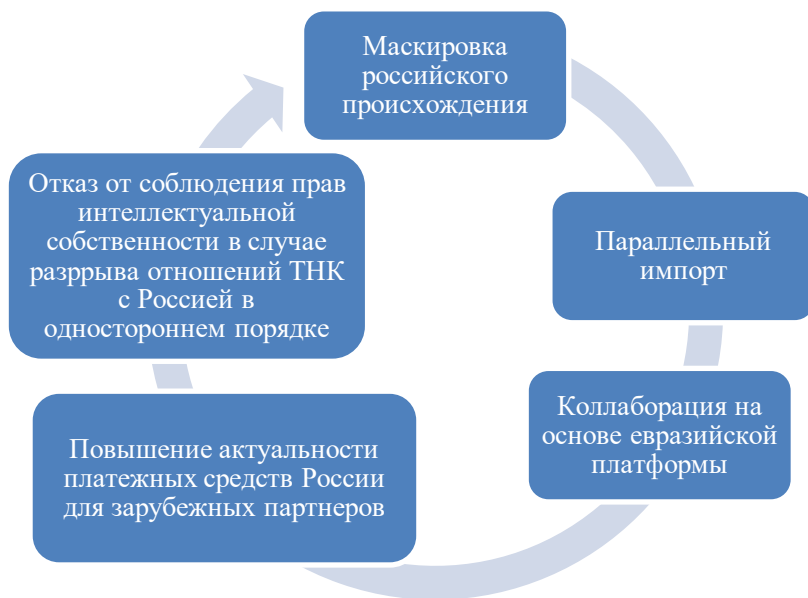 Маскировка
российского
происхождения
Параллельный
импорт
Коллаборация на
основе евразийской
платформы
Повышение актуальности
платежных средств России
для зарубежных партнеров
Отказ от соблюдения прав
интеллектуальной
собственности в случае
разррыва отношений ТНК
с Россией в
одностороннем порядке